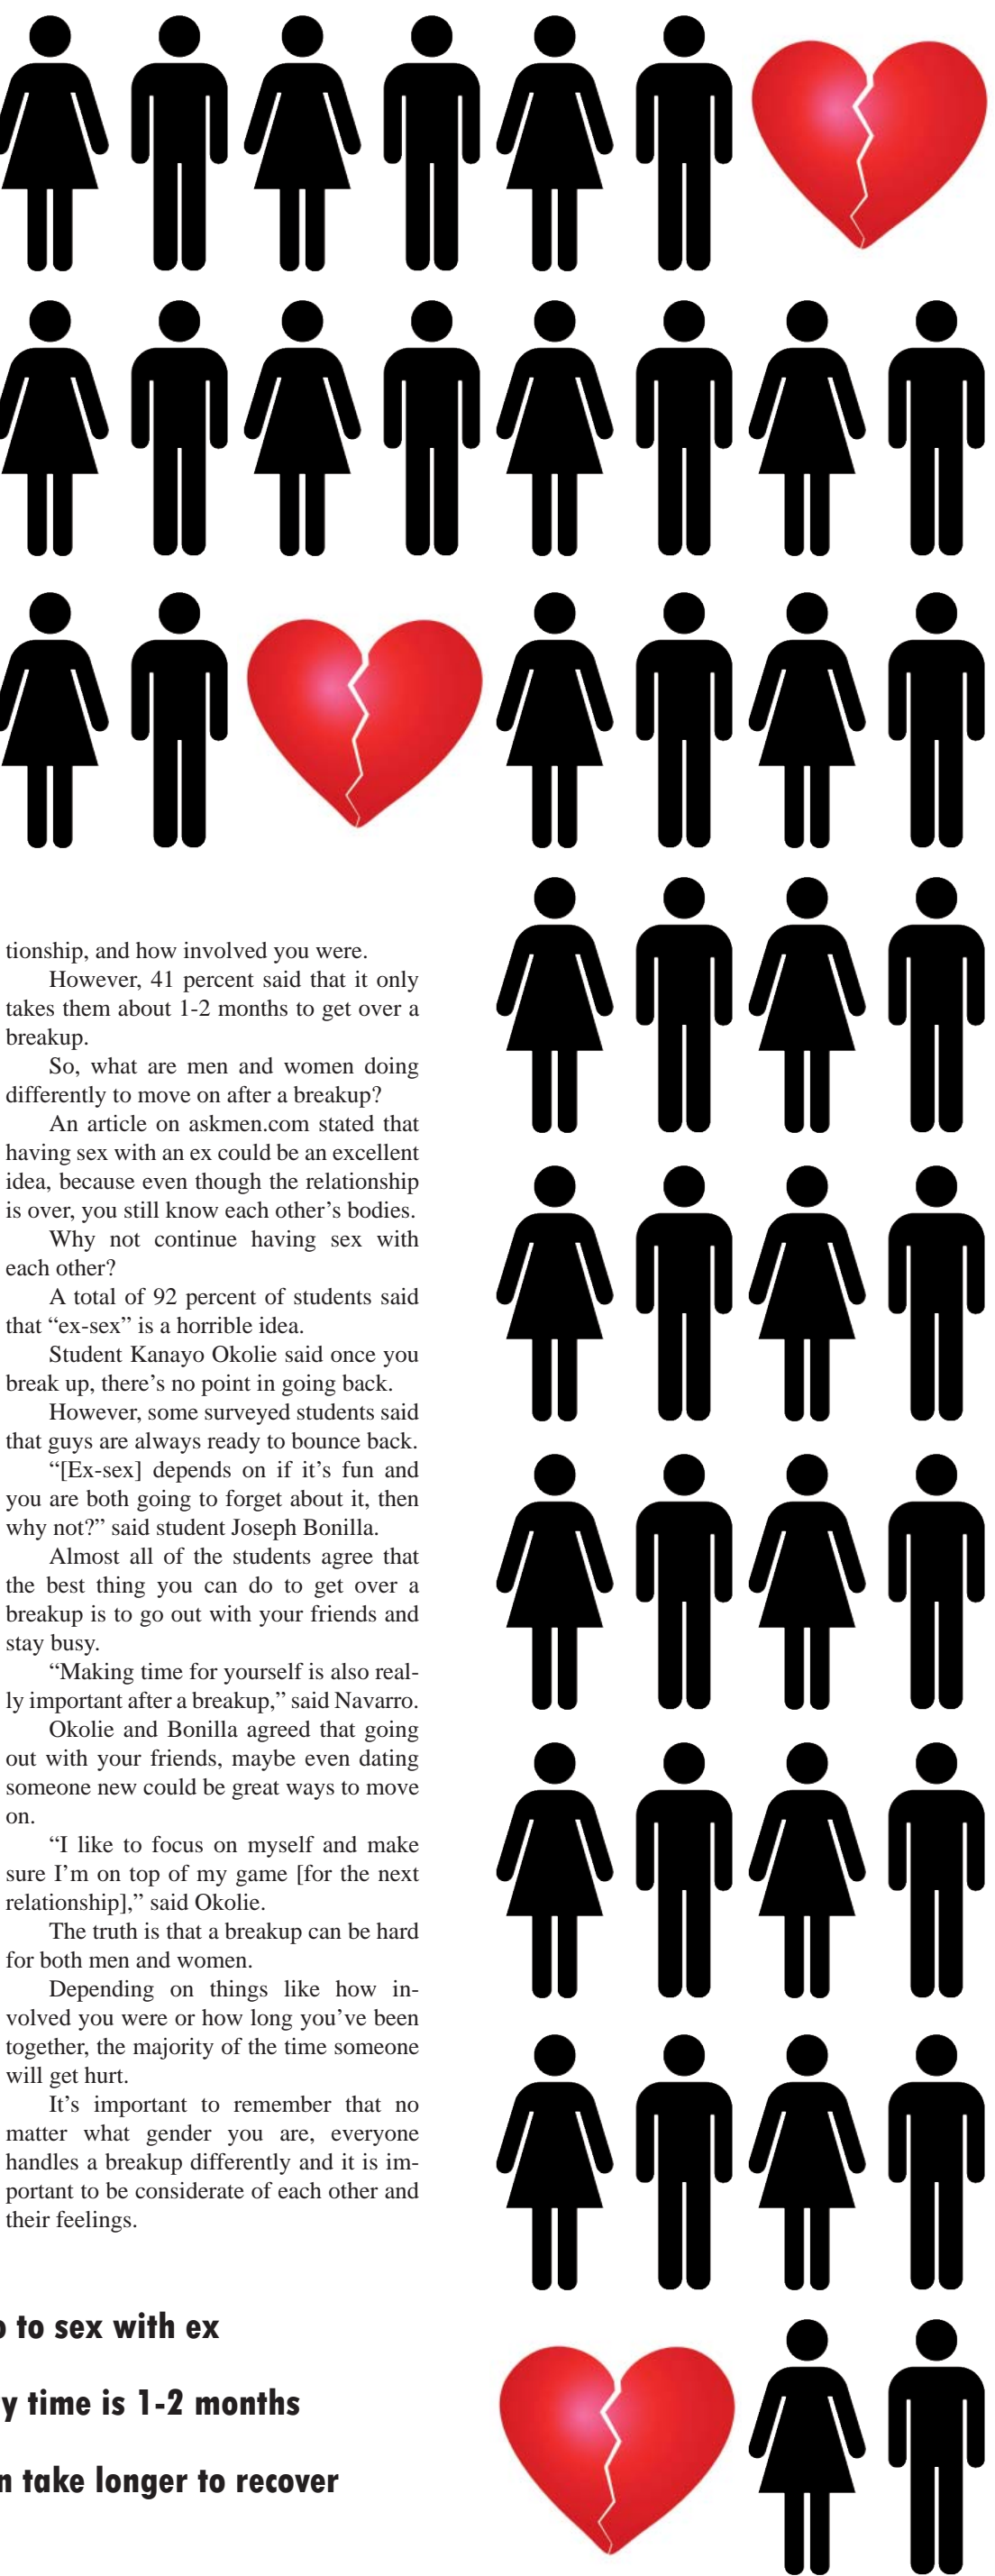 tionship, and how involved you were.
However, 41 percent said that it only
takes them about 1-2 months to get over a
breakup.
So, what are men and women doing
differently to move on after a breakup?
An article on askmen.com stated that
having sex with an ex could be an excellent
idea, because even though the relationship
is over, you still know each other's bodies.
Why not continue having sex with
each other?
A total of 92 percent of students said
that “ex-sex” is a horrible idea.
Student Kanayo Okolie said once you
break up, there's no point in going back.
However, some surveyed students said
that guys are always ready to bounce back.
“[Ex-sex] depends on if it's fun and
you are both going to forget about it, then
why not?” said student Joseph Bonilla.
Almost all of the students agree that
the best thing you can do to get over a
breakup is to go out with your friends and
stay busy.
“Making time for yourself is also real-
ly important after a breakup,” said Navarro.
Okolie and Bonilla agreed that going
out with your friends, maybe even dating
someone new could be great ways to move
on.
“I like to focus on myself and make
sure I'm on top of my game [for the next
relationship],” said Okolie.
The truth is that a breakup can be hard
for both men and women.
Depending on things like how in-
volved you were or how long you've been
together, the majority of the time someone
will get hurt.
It's important to remember that no
matter what gender you are, everyone
handles a breakup differently and it is im-
portant to be considerate of each other and
their feelings.
to sex with ex
y time is 1-2 months
n take longer to recover